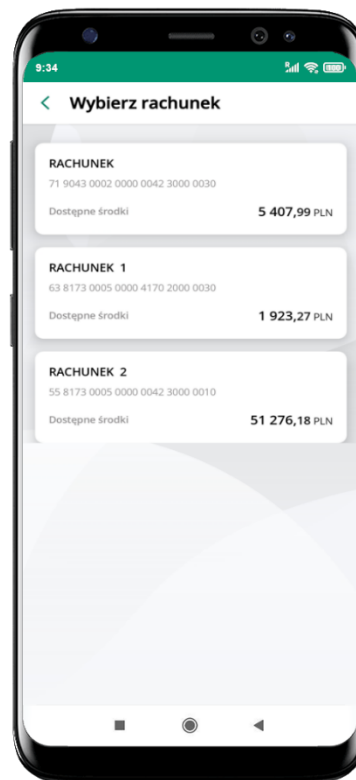 9:34
Wybierz rachunek
RACHUNEK
71 9043 0002 0000 0042 3000 0030
Dostępne środki 5 407,99 PLN
RACHUNEK 1
63 8173 0005 0000 4170 2000 0030
Dostępne środki 1 923,27 PLN
RACHUNEK 2
55 8173 0005 0000 0042 3000 0010
Dostępne środki 51 276,18 PLN